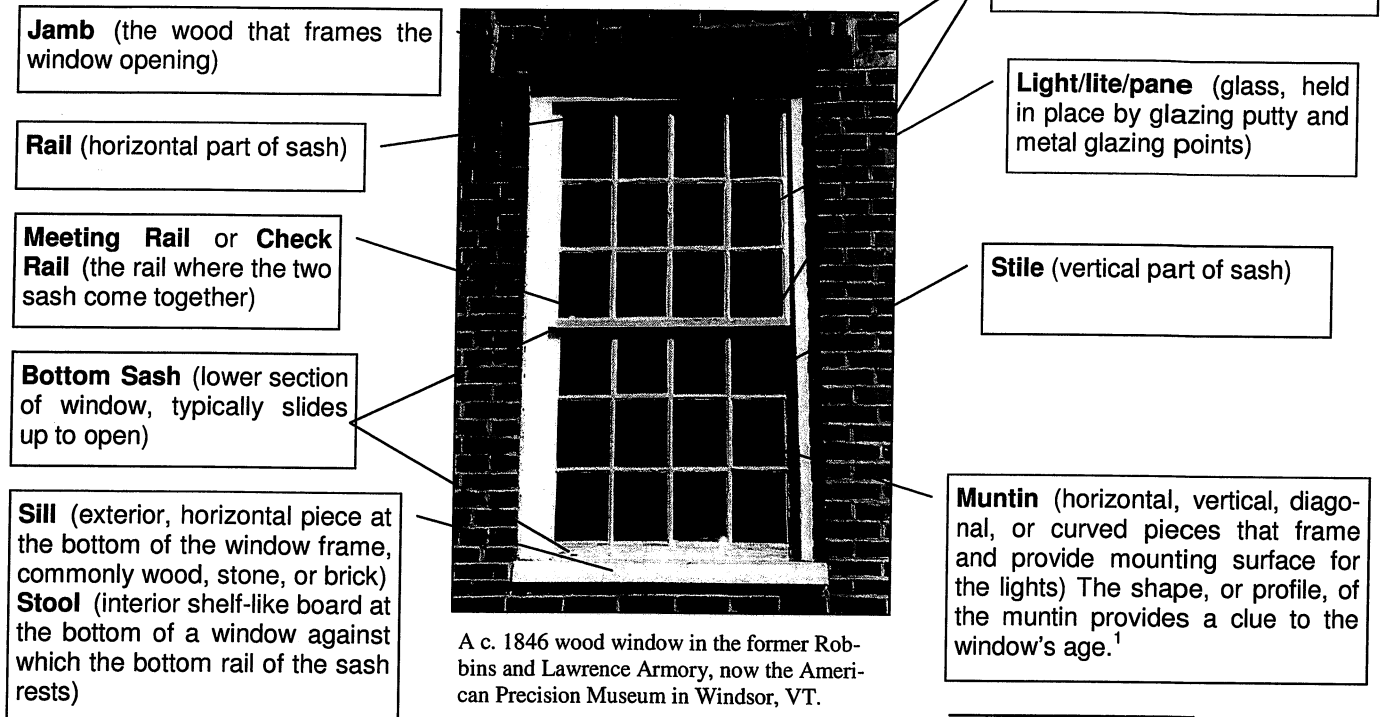 Jamb (the wood that frames the
window opening)
Rail (horizontal part of sash)
Meeting Rail or Check
Rail (the rail where the two
sash come together)
Bottom Sash (lower section
of window, typically slides
up to open)
Sill (exterior, horizontal piece at
the bottom of the window frame,
commonly wood, stone, or brick)
Stool (interior shelf-like board at
the bottom of a window against
which the bottom rail of the sash
rests)
A c. 1846 wood window in the former Rob-
bins and Lawrence Armory, now the Ameri-
can Precision Museum in Windsor, VT.
Light/lite/pane (glass, held
in place by glazing putty and
metal glazing points)
Stile (vertical part of sash)
Muntin (horizontal, vertical, diago-
nal, or curved pieces that frame
and provide mounting surface for
the lights) The shape, or profile, of
the muntin provides a clue to the
window's age.¹